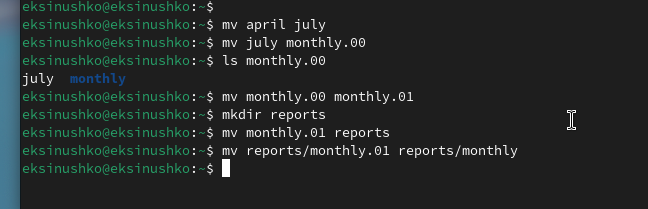 eksinushko@eksinushko:~$
eksinushko@eksinushko:~$ mv april july
eksinushko@eksinushko:~$ mv july monthly.00
eksinushko@eksinushko:~$ ls monthly.00
july  monthly
eksinushko@eksinushko:~$ mv monthly.00 monthly.01
eksinushko@eksinushko:~$ mkdir reports
eksinushko@eksinushko:~$ mv monthly.01 reports
eksinushko@eksinushko:~$ mv reports/monthly.01 reports/monthly
eksinushko@eksinushko:~$